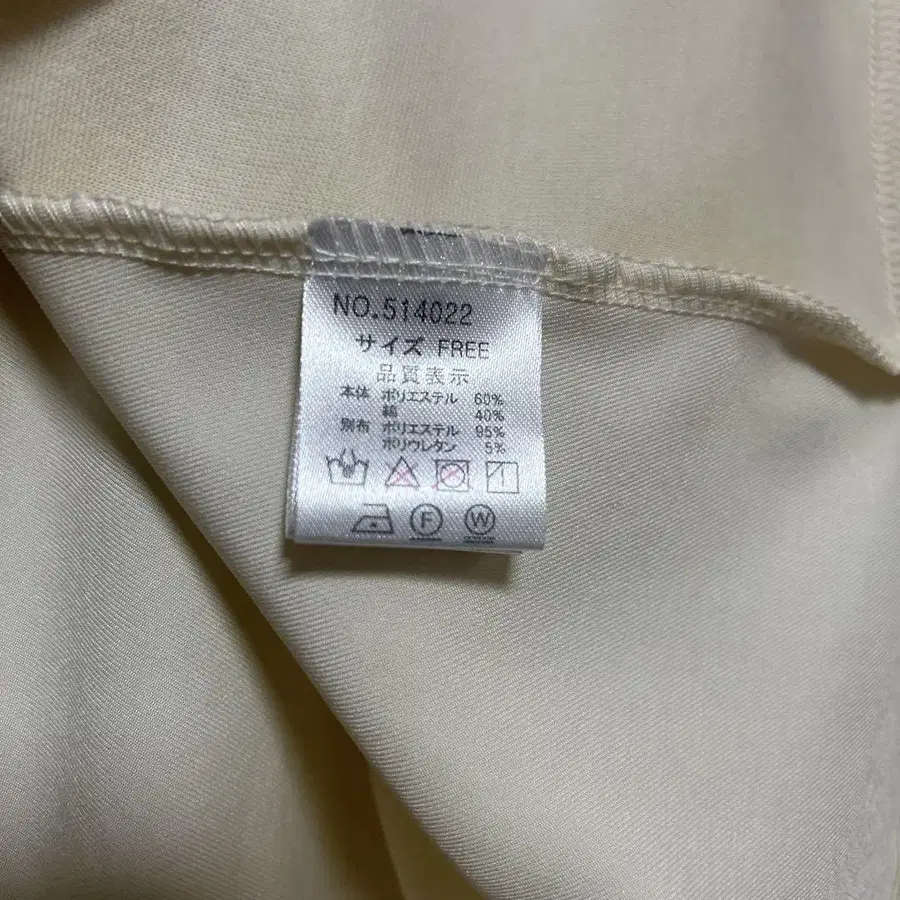 NO.514022
サイズ FREE
品質表示
本体 ポリエステル 60%
綿 40%
別布 ポリエステル 95%
ポリウレタン 5%
F W